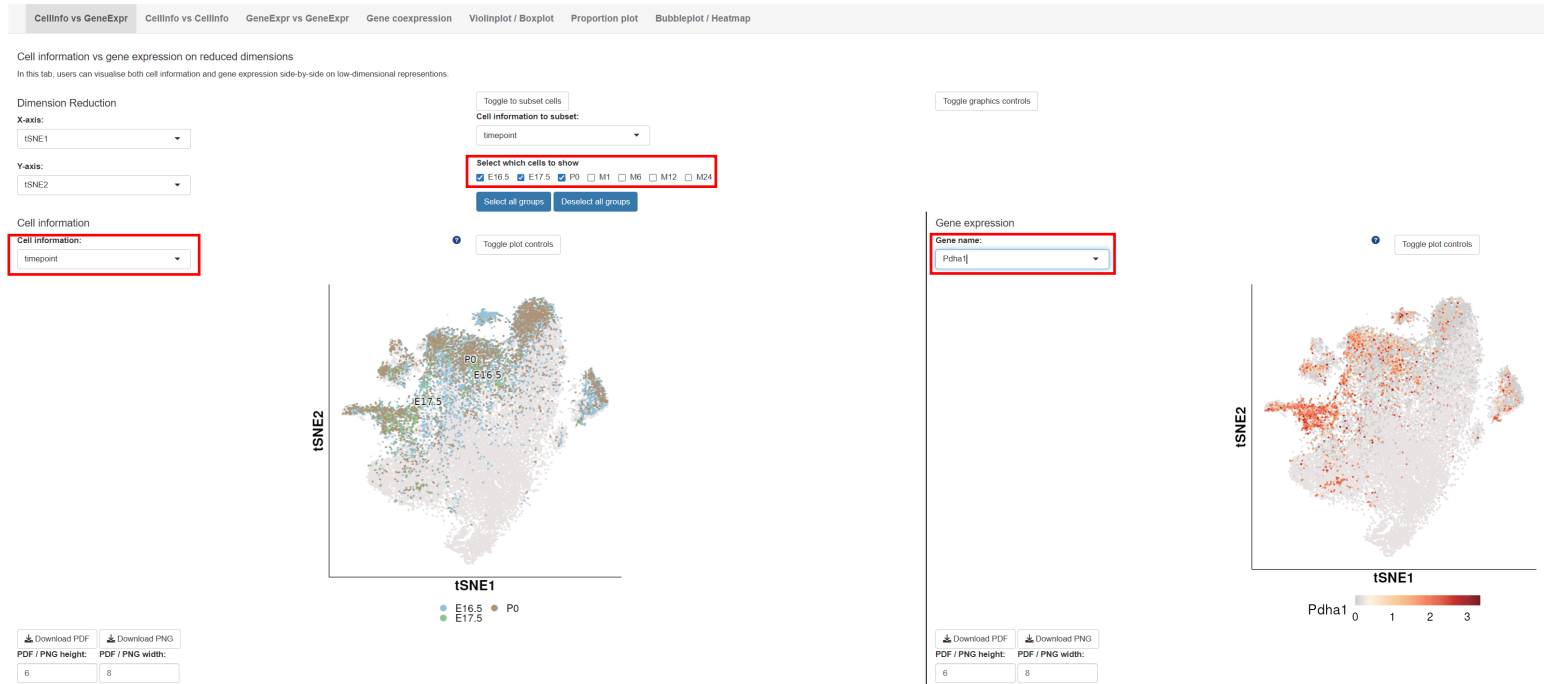 CellInfo vs GeneExpr CellInfo vs CellInfo GeneExpr vs GeneExpr Gene coexpression Violinplot / Boxplot Proportion plot Bubbleplot / Heatmap
Cell information vs gene expression on reduced dimensions
In this tab, users can visualise both cell information and gene expression side-by-side on low-dimensional representions.
Dimension Reduction
X-axis:
tSNE1
Y-axis:
tSNE2
Toggle to subset cells
Cell information to subset:
timepoint
Select which cells to show
E16.5 E17.5 P0 M1 M6 M12 M24
Select all groups Deselect all groups
Toggle graphics controls
Cell information
Cell information:
timepoint
?
Toggle plot controls
P0
E16.5
E17.5
tSNE2
tSNE1
E16.5 P0
E17.5
Download PDF Download PNG
PDF / PNG height: PDF / PNG width:
6 8
Gene expression
Gene name:
Pdha1
?
Toggle plot controls
tSNE2
tSNE1
Pdha1
0 1 2 3
Download PDF Download PNG
PDF / PNG height: PDF / PNG width:
6 8